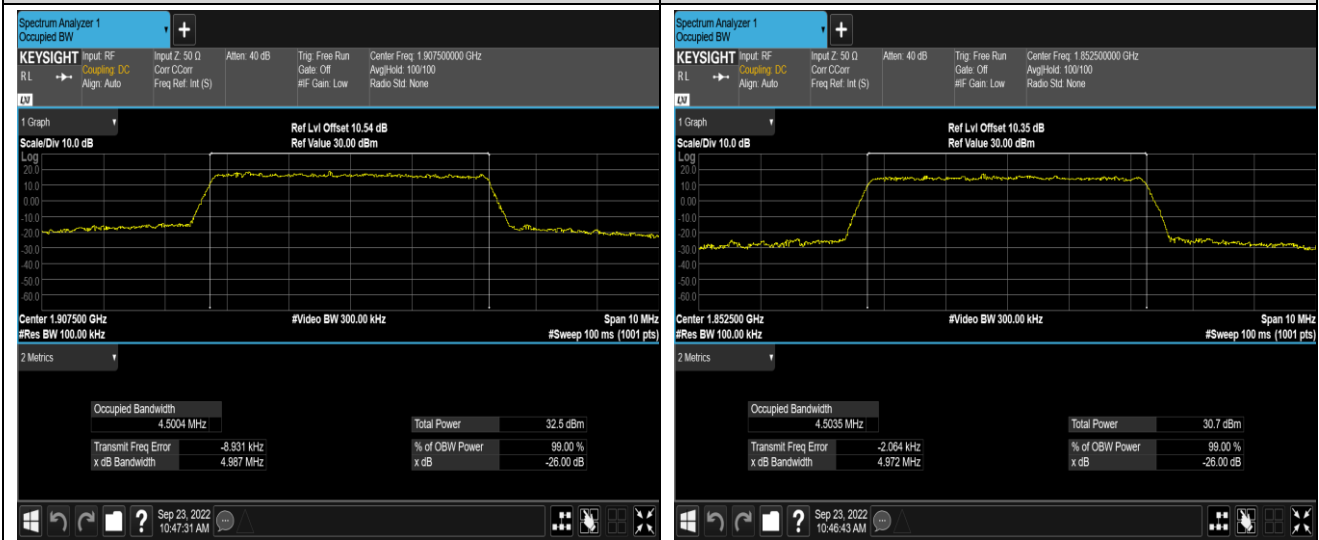 Spectrum Analyzer 1
Occupied BW
+
KEYSIGHT Input: RF Input Z: 50 Ω Atten: 40 dB Trig: Free Run Center Freq: 1.907500000 GHz
RL Coupling: DC Corr CCorr Gate: Off Avg|Hold: 100/100
Align: Auto Freq Ref: Int (S) #IF Gain: Low Radio Std: None
LXI
1 Graph
Ref Lvl Offset 10.54 dB
Scale/Div 10.0 dB Ref Value 30.00 dBm
Log
20.0
10.0
0.00
-10.0
-20.0
-30.0
-40.0
-50.0
-60.0
Center 1.907500 GHz #Video BW 300.00 kHz Span 10 MHz
#Res BW 100.00 kHz #Sweep 100 ms (1001 pts)
2 Metrics
Occupied Bandwidth
4.5004 MHz Total Power 32.5 dBm
Transmit Freq Error -8.931 kHz % of OBW Power 99.00 %
x dB Bandwidth 4.987 MHz x dB -26.00 dB
? Sep 23, 2022
10:47:31 AM
Spectrum Analyzer 1
Occupied BW
+
KEYSIGHT Input: RF Input Z: 50 Ω Atten: 40 dB Trig: Free Run Center Freq: 1.852500000 GHz
RL Coupling: DC Corr CCorr Gate: Off Avg|Hold: 100/100
Align: Auto Freq Ref: Int (S) #IF Gain: Low Radio Std: None
LXI
1 Graph
Ref Lvl Offset 10.35 dB
Scale/Div 10.0 dB Ref Value 30.00 dBm
Log
20.0
10.0
0.00
-10.0
-20.0
-30.0
-40.0
-50.0
-60.0
Center 1.852500 GHz #Video BW 300.00 kHz Span 10 MHz
#Res BW 100.00 kHz #Sweep 100 ms (1001 pts)
2 Metrics
Occupied Bandwidth
4.5035 MHz Total Power 30.7 dBm
Transmit Freq Error -2.064 kHz % of OBW Power 99.00 %
x dB Bandwidth 4.972 MHz x dB -26.00 dB
? Sep 23, 2022
10:46:43 AM